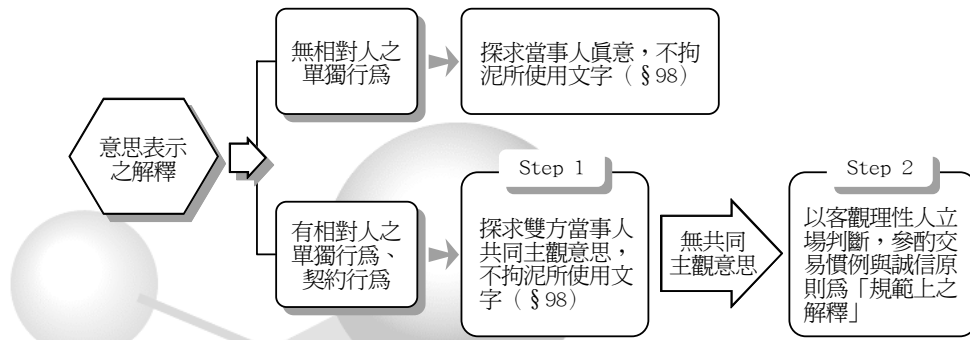 無相對人之
單獨行爲
探求當事人眞意，不拘
泥所使用文字（§98）
意思表示
之解釋
有相對人之
單獨行爲、
契約行爲
Step 1
探求雙方當事人
共同主觀意思，
不拘泥所使用文
字（§98）
無共同
主觀意思
Step 2
以客觀理性人立
場判斷，參酌交
易慣例與誠信原
則爲「規範上之
解釋」